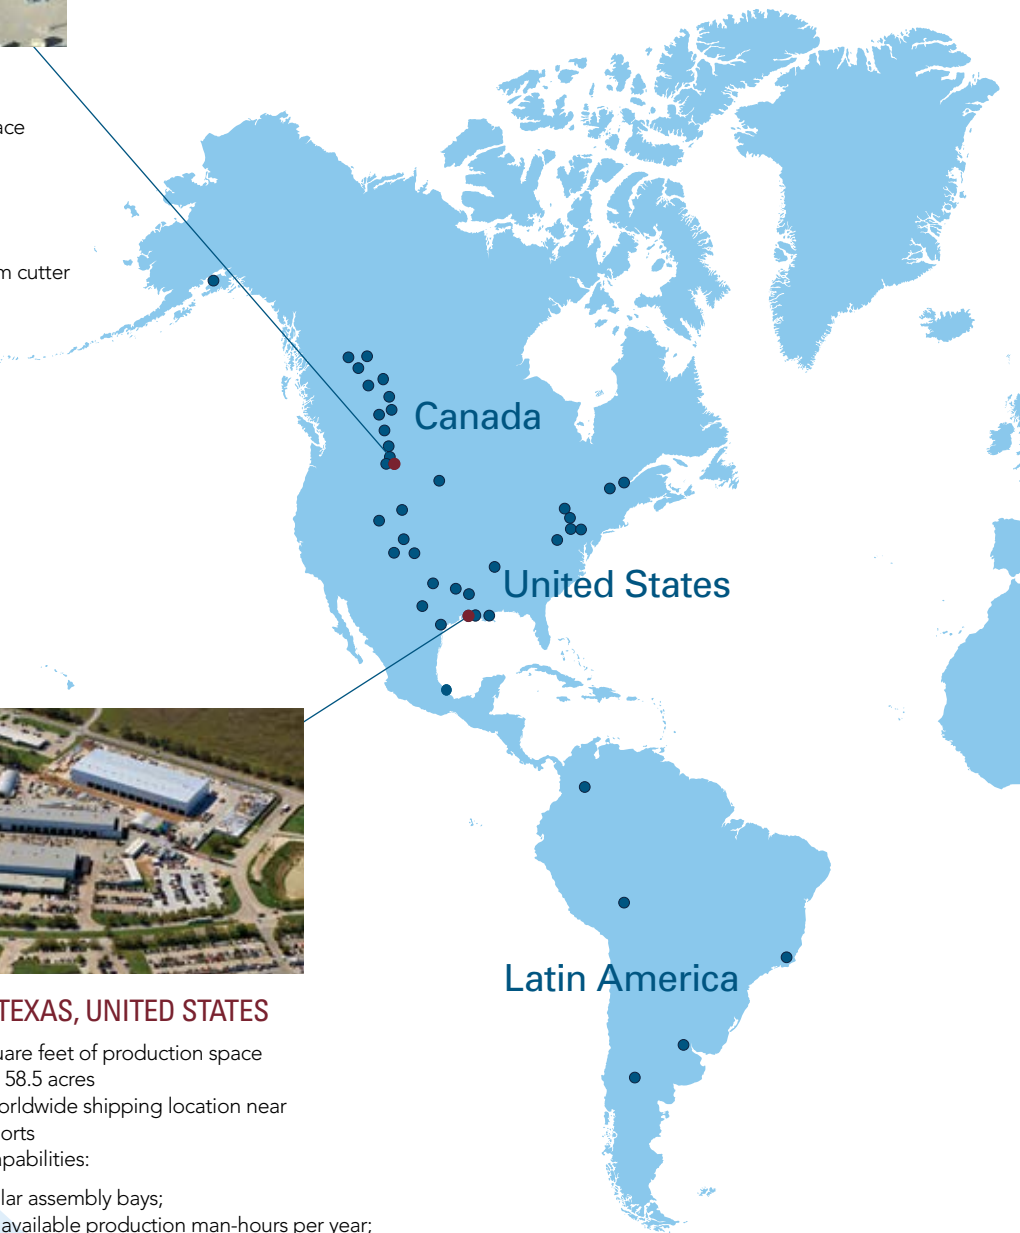 ace
m cutter
Canada
United States
Latin America
TEXAS, UNITED STATES
uare feet of production space
58.5 acres
orldwide shipping location near
orts
apabilities:
lar assembly bays;
available production man-hours per year;